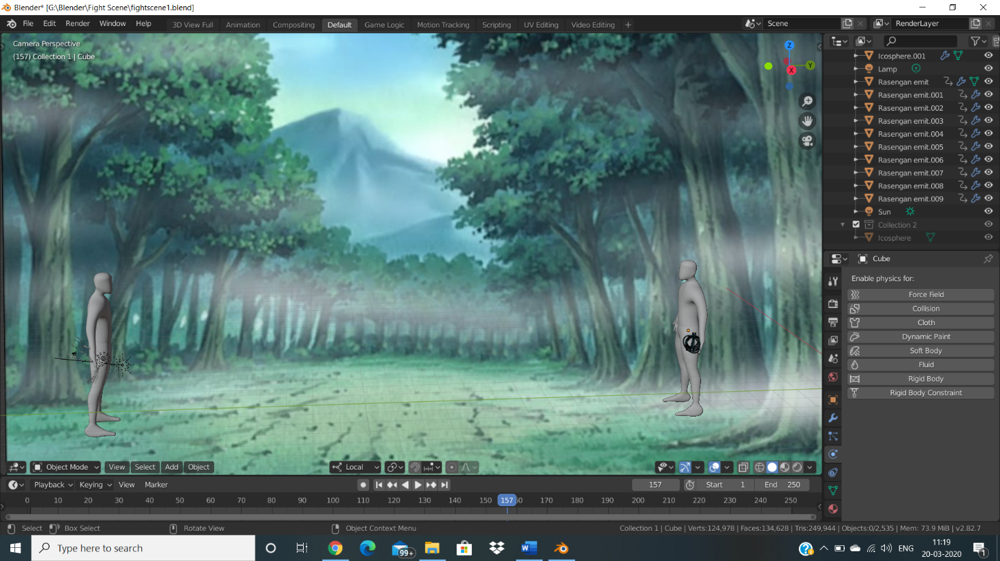 Blender* [G:\Blender\Fight Scene\fightscene1.blend]
File Edit Render Window Help 3D View Full Animation Compositing Default Game Logic Motion Tracking Scripting UV Editing Video Editing + Scene RenderLayer
Camera Perspective
(157) Collection 1 | Cube
Z
Y
X
Icosphere.001
Lamp
Rasengan emit
Rasengan emit.001
Rasengan emit.002
Rasengan emit.003
Rasengan emit.004
Rasengan emit.005
Rasengan emit.006
Rasengan emit.007
Rasengan emit.008
Rasengan emit.009
Sun
Collection 2
Icosphere
Cube
Enable physics for:
Force Field
Collision
Cloth
Dynamic Paint
Soft Body
Fluid
Rigid Body
Rigid Body Constraint
Object Mode View Select Add Object Local
Playback Keying View Marker 157 Start 1 End 250
0 10 20 30 40 50 60 70 80 90 100 110 120 130 140 150 157 60 170 180 190 200 210 220 230 240 250
Select Box Select Rotate View Object Context Menu Collection 1 | Cube | Verts:124,978 | Faces:134,628 | Tris:249,944 | Objects:0/2,535 | Mem: 73.9 MiB | v2.82.7
Type here to search 99+ ENG 11:19
20-03-2020 1